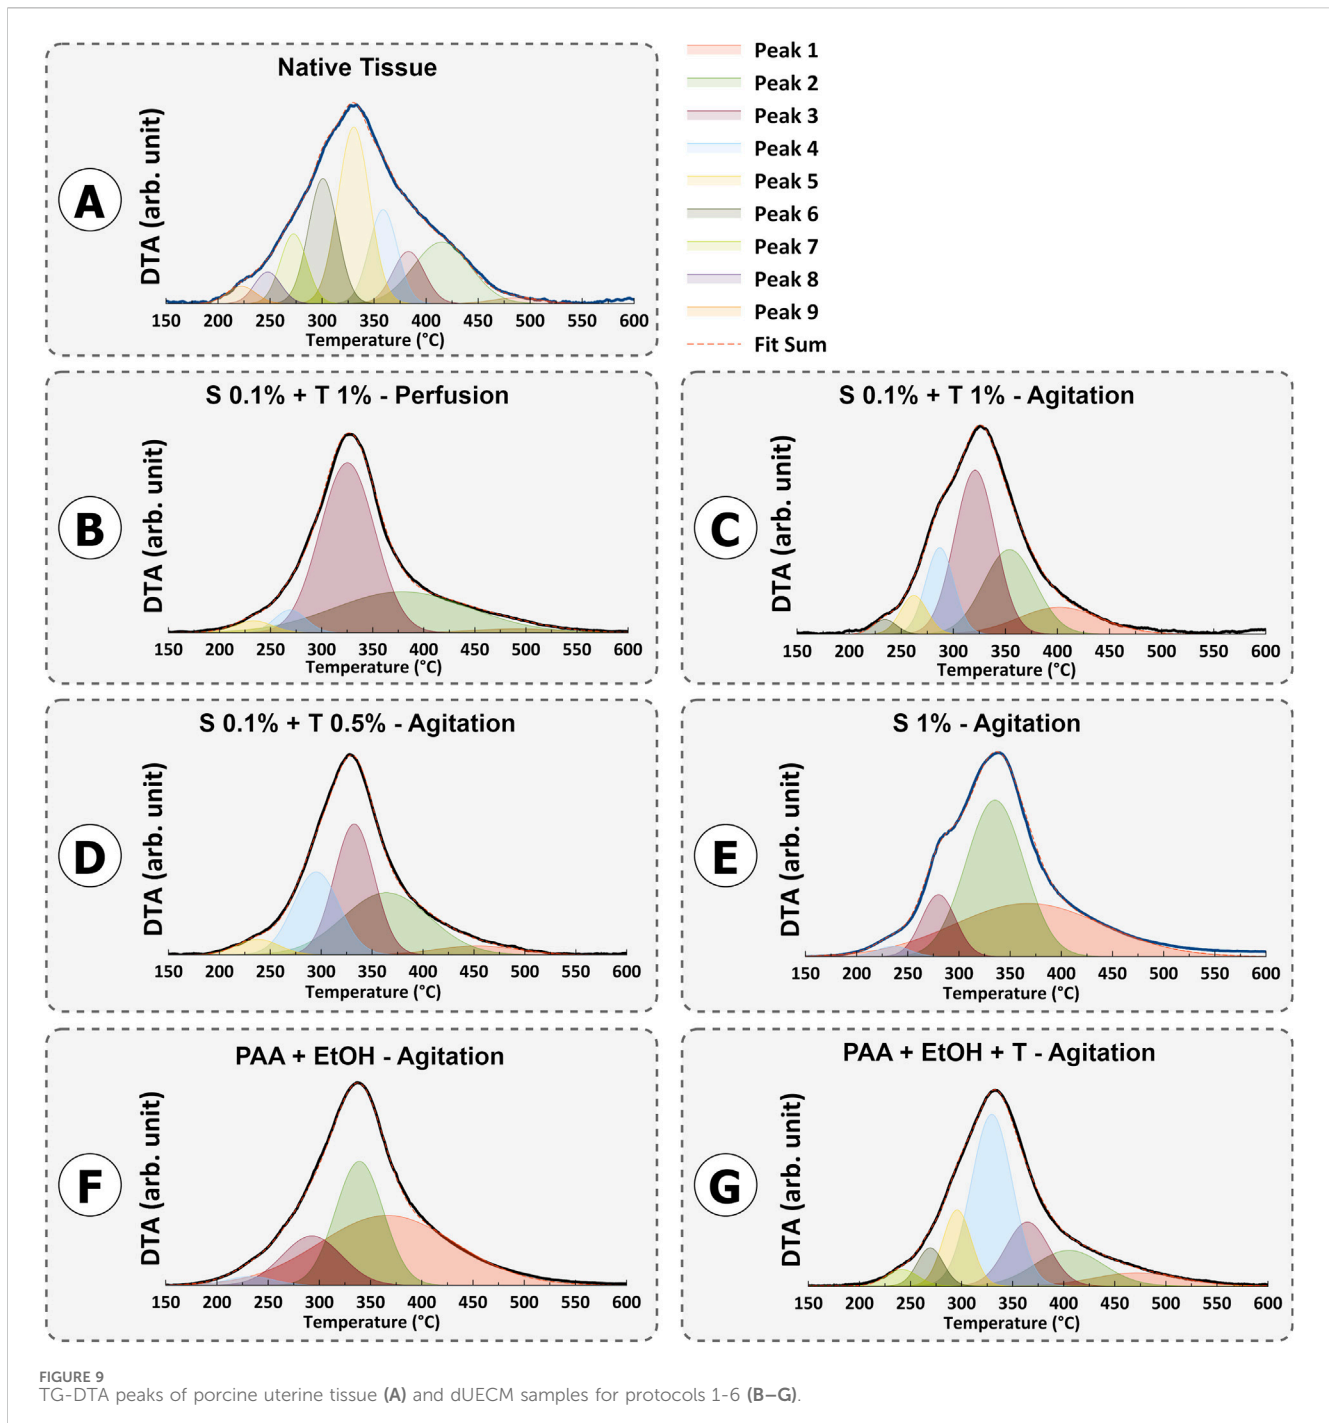 Native Tissue
A
DTA (arb. unit)
150 200 250 300 350 400 450 500 550 600
Temperature (°C)
Peak 1
Peak 2
Peak 3
Peak 4
Peak 5
Peak 6
Peak 7
Peak 8
Peak 9
Fit Sum
S 0.1% + T 1% - Perfusion
B
DTA (arb. unit)
150 200 250 300 350 400 450 500 550 600
Temperature (°C)
S 0.1% + T 1% - Agitation
C
DTA (arb. unit)
150 200 250 300 350 400 450 500 550 600
Temperature (°C)
S 0.1% + T 0.5% - Agitation
D
DTA (arb. unit)
150 200 250 300 350 400 450 500 550 600
Temperature (°C)
S 1% - Agitation
E
DTA (arb. unit)
150 200 250 300 350 400 450 500 550 600
Temperature (°C)
PAA + EtOH - Agitation
F
DTA (arb. unit)
150 200 250 300 350 400 450 500 550 600
Temperature (°C)
PAA + EtOH + T - Agitation
G
DTA (arb. unit)
150 200 250 300 350 400 450 500 550 600
Temperature (°C)
FIGURE 9
TG-DTA peaks of porcine uterine tissue (A) and dUECM samples for protocols 1-6 (B–G).